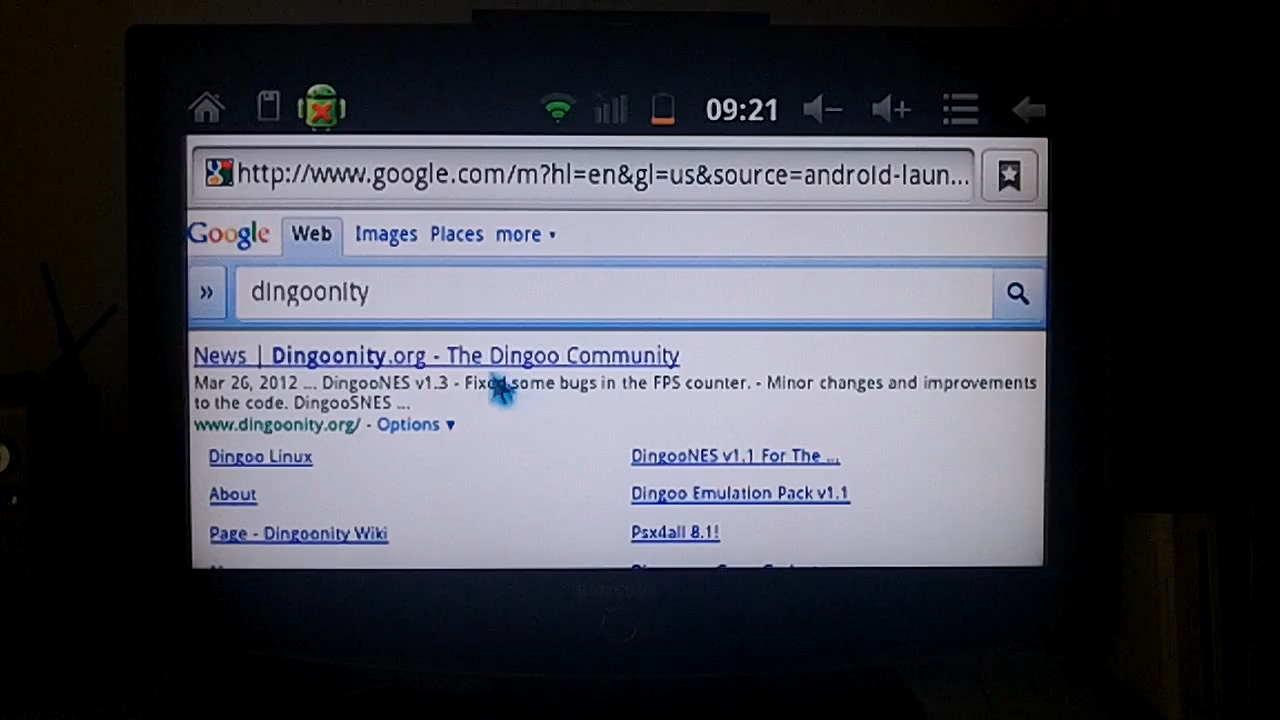 09:21
http://www.google.com/m?hl=en&gl=us&source=android-laun...
Google Web Images Places more ▾
» dingoonity
News | Dingoonity.org - The Dingoo Community
Mar 26, 2012 ... DingooNES v1.3 - Fixed some bugs in the FPS counter. - Minor changes and improvements
to the code. DingooSNES ...
www.dingoonity.org/ - Options ▼
Dingoo Linux
DingooNES v1.1 For The ...
About
Dingoo Emulation Pack v1.1
Page - Dingoonity Wiki
Psx4all 8.1!
SAMSUNG